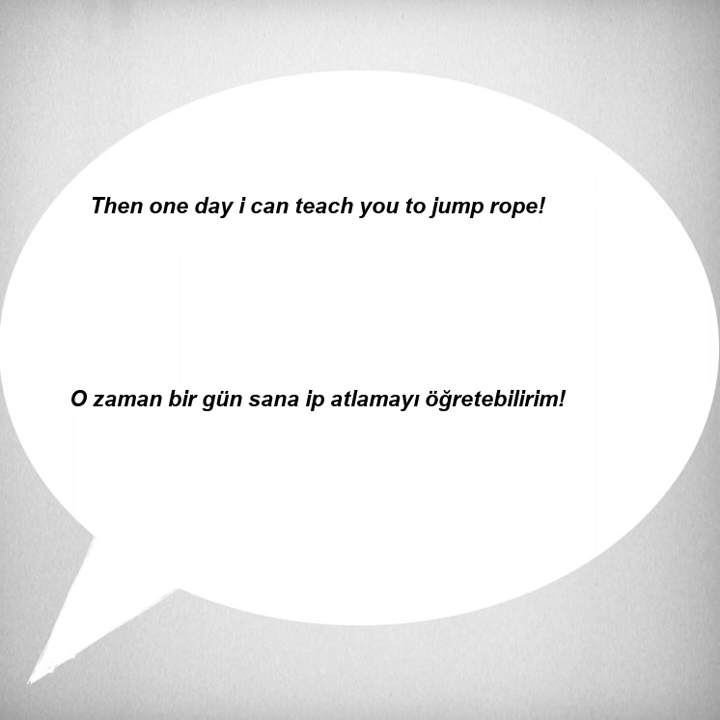 Then one day i can teach you to jump rope!
O zaman bir gün sana ip atlamayı öğretebilirim!